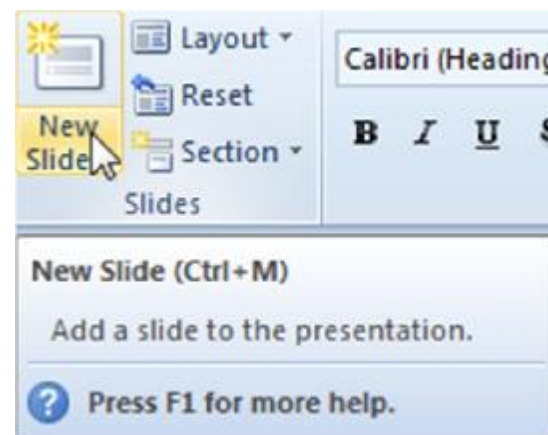 Layout
Calibri (Heading
Reset
New
Slide
B I U S
Section
Slides
New Slide (Ctrl+M)
Add a slide to the presentation.
Press F1 for more help.